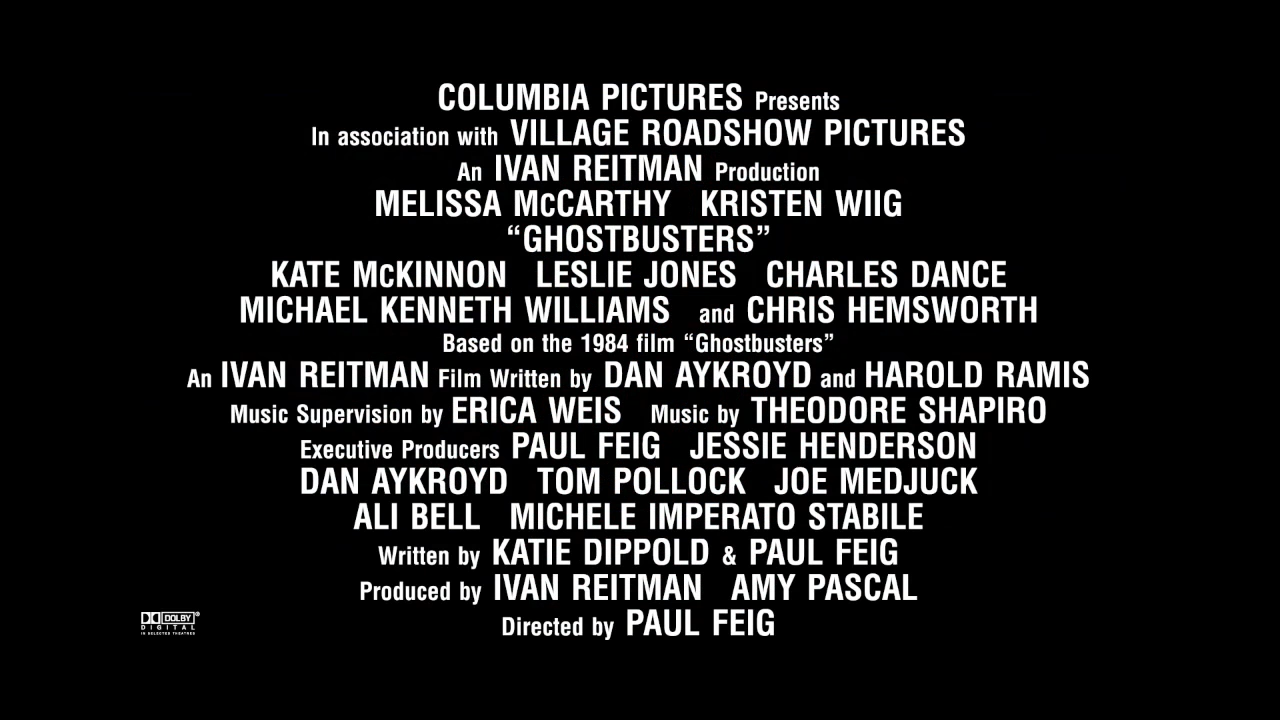 COLUMBIA PICTURES Presents
In association with VILLAGE ROADSHOW PICTURES
An IVAN REITMAN Production
MELISSA McCARTHY KRISTEN WIIG
“GHOSTBUSTERS”
KATE McKINNON LESLIE JONES CHARLES DANCE
MICHAEL KENNETH WILLIAMS and CHRIS HEMSWORTH
Based on the 1984 film “Ghostbusters”
An IVAN REITMAN Film Written by DAN AYKROYD and HAROLD RAMIS
Music Supervision by ERICA WEIS Music by THEODORE SHAPIRO
Executive Producers PAUL FEIG JESSIE HENDERSON
DAN AYKROYD TOM POLLOCK JOE MEDJUCK
ALI BELL MICHELE IMPERATO STABILE
Written by KATIE DIPPOLD & PAUL FEIG
Produced by IVAN REITMAN AMY PASCAL
Directed by PAUL FEIG
DOLBY®
DIGITAL
IN SELECTED THEATRES